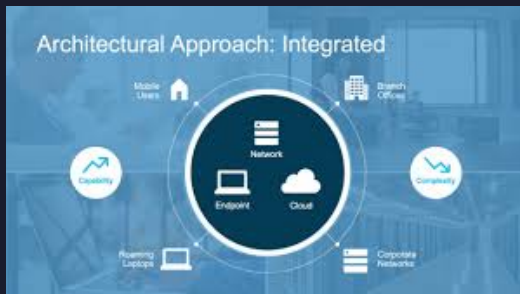 Architectural Approach: Integrated
Mobile
Users
Branch
Offices
Network
Capability
Complexity
Endpoint
Cloud
Roaming
Laptops
Corporate
Networks